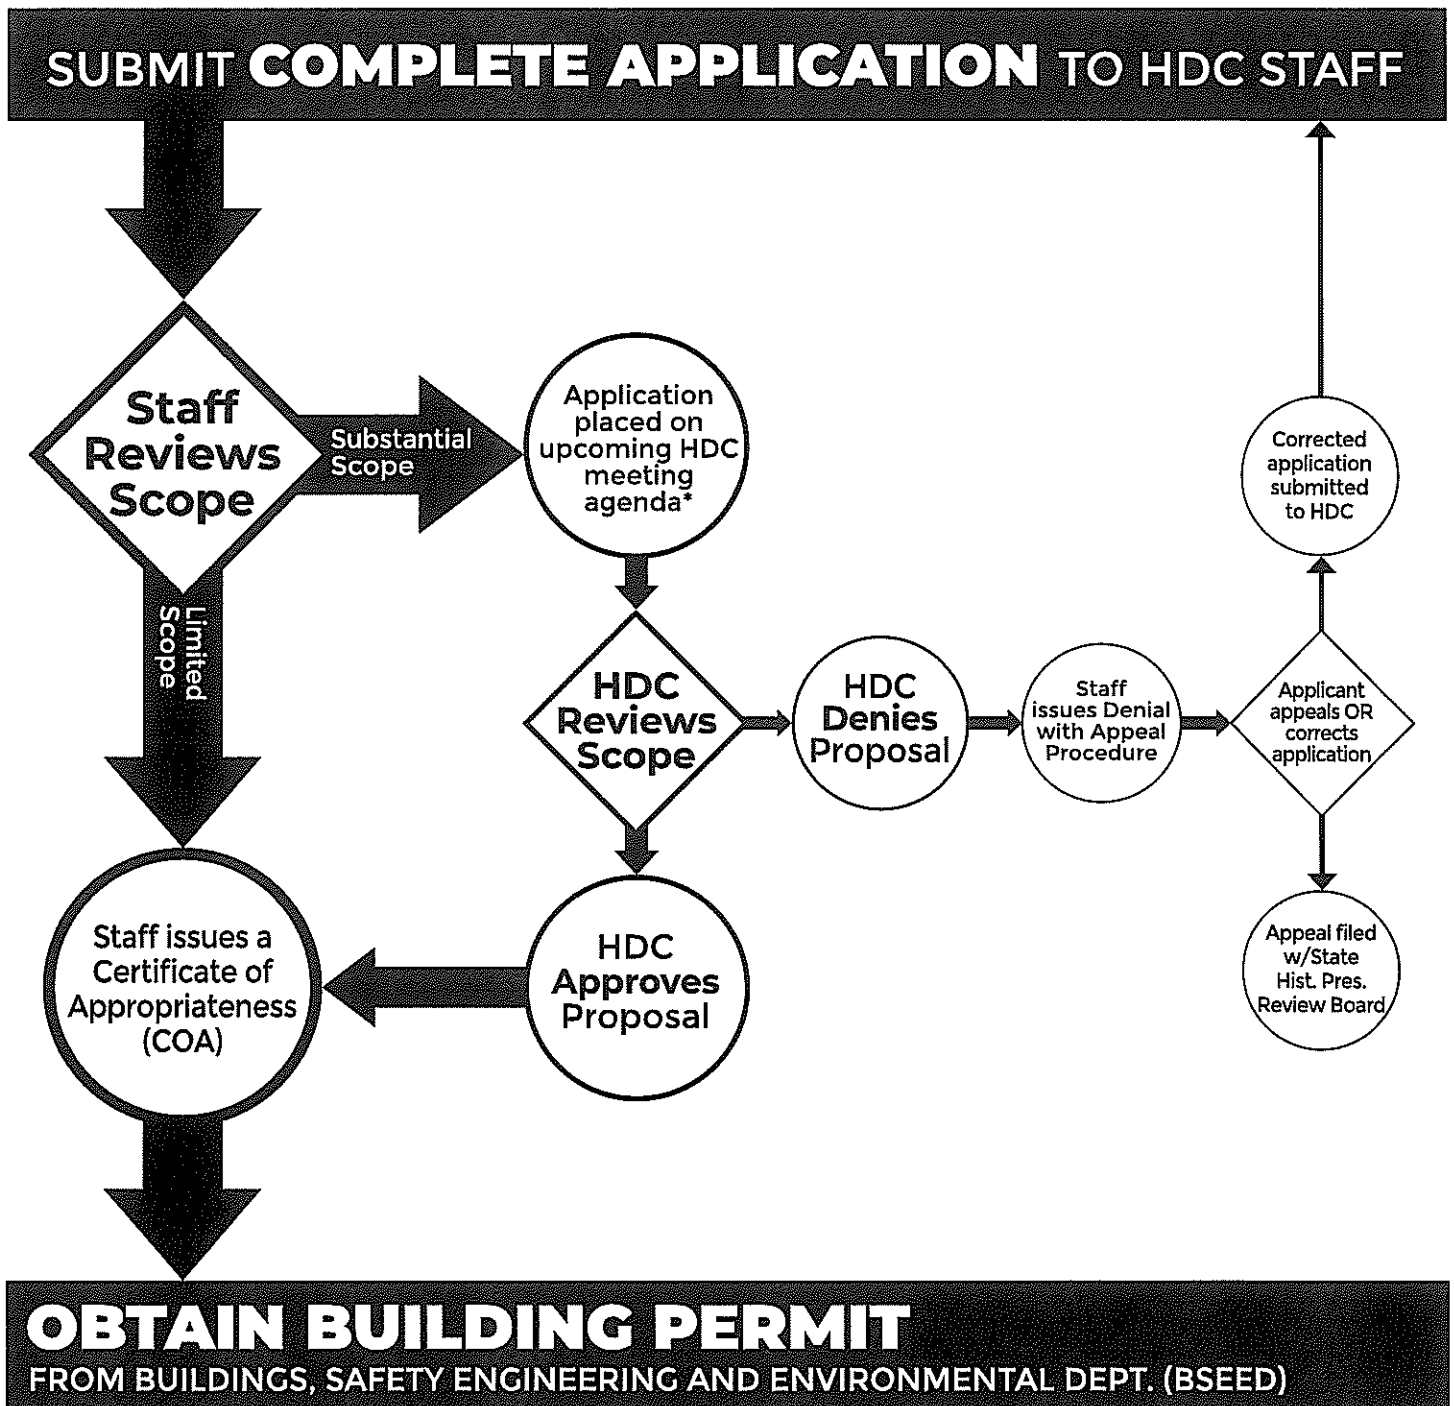 SUBMIT COMPLETE APPLICATION TO HDC STAFF
Staff
Reviews
Scope
Substantial
Scope
Application
placed on
upcoming HDC
meeting
agenda*
Limited
Scope
HDC
Reviews
Scope
HDC
Denies
Proposal
Staff
issues Denial
with Appeal
Procedure
Applicant
appeals OR
corrects
application
Corrected
application
submitted
to HDC
Appeal filed
w/State
Hist. Pres.
Review Board
HDC
Approves
Proposal
Staff issues a
Certificate of
Appropriateness
(COA)
OBTAIN BUILDING PERMIT
FROM BUILDINGS, SAFETY ENGINEERING AND ENVIRONMENTAL DEPT. (BSEED)